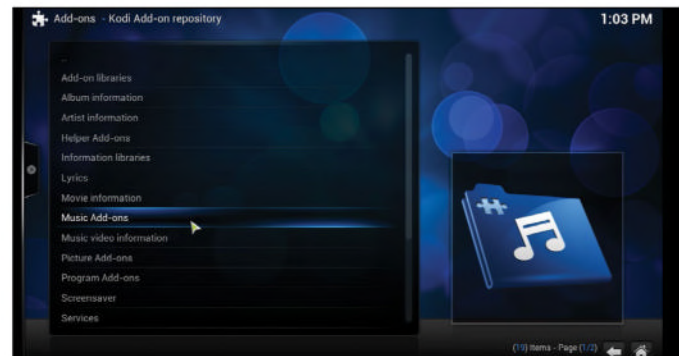 Add-ons - Kodi Add-on repository
1:03 PM
..
Add-on libraries
Album information
Artist information
Helper Add-ons
Information libraries
Lyrics
Movie information
Music Add-ons
Music video information
Picture Add-ons
Program Add-ons
Screensaver
Services
(19) Items - Page (1/2)